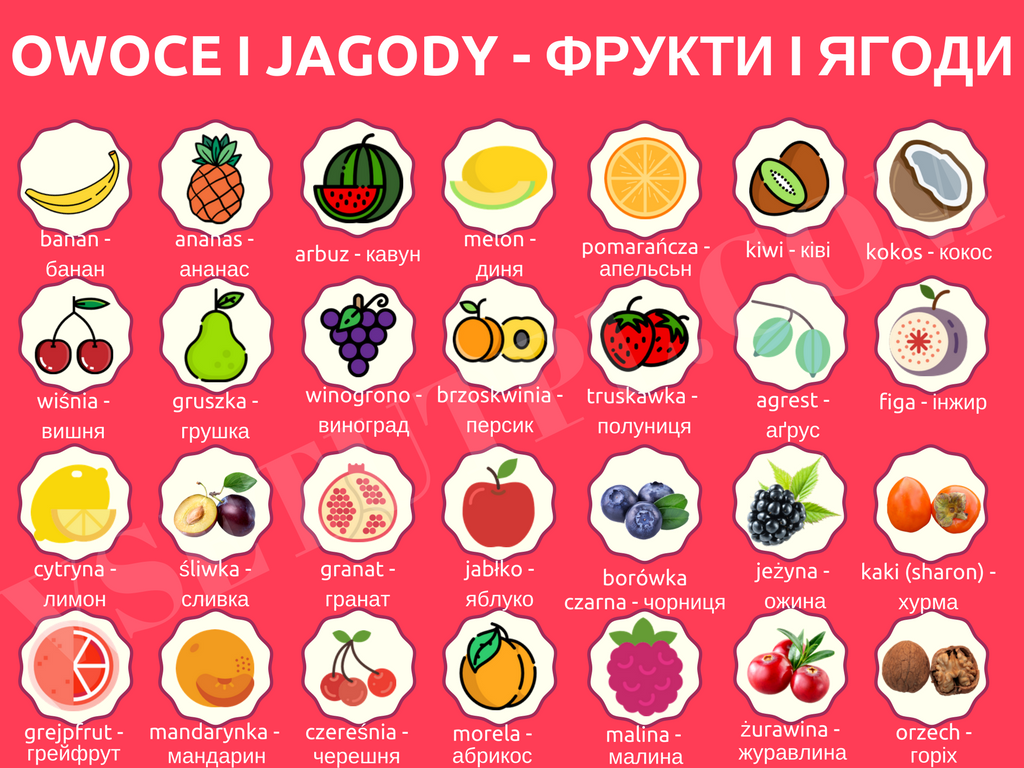 OWOCE I JAGODY - ФРУКТИ І ЯГОДИ
banan -
банан
ananas -
ананас
arbuz - кавун
melon -
диня
pomarańcza -
апельсьн
kiwi - ківі
kokos - кокос
wiśnia -
вишня
gruszka -
грушка
winogrono -
виноград
brzoskwinia -
персик
truskawka -
полуниця
agrest -
аґрус
figa - інжир
cytryna -
лимон
śliwka -
сливка
granat -
гранат
jabłko -
яблуко
borówka
czarna - чорниця
jeżyna -
ожина
kaki (sharon) -
хурма
grejpfrut -
грейфрут
mandarynka -
мандарин
czereśnia -
черешня
morela -
абрикос
malina -
малина
żurawina -
журавлина
orzech -
горіх
VSETUTPL.COM